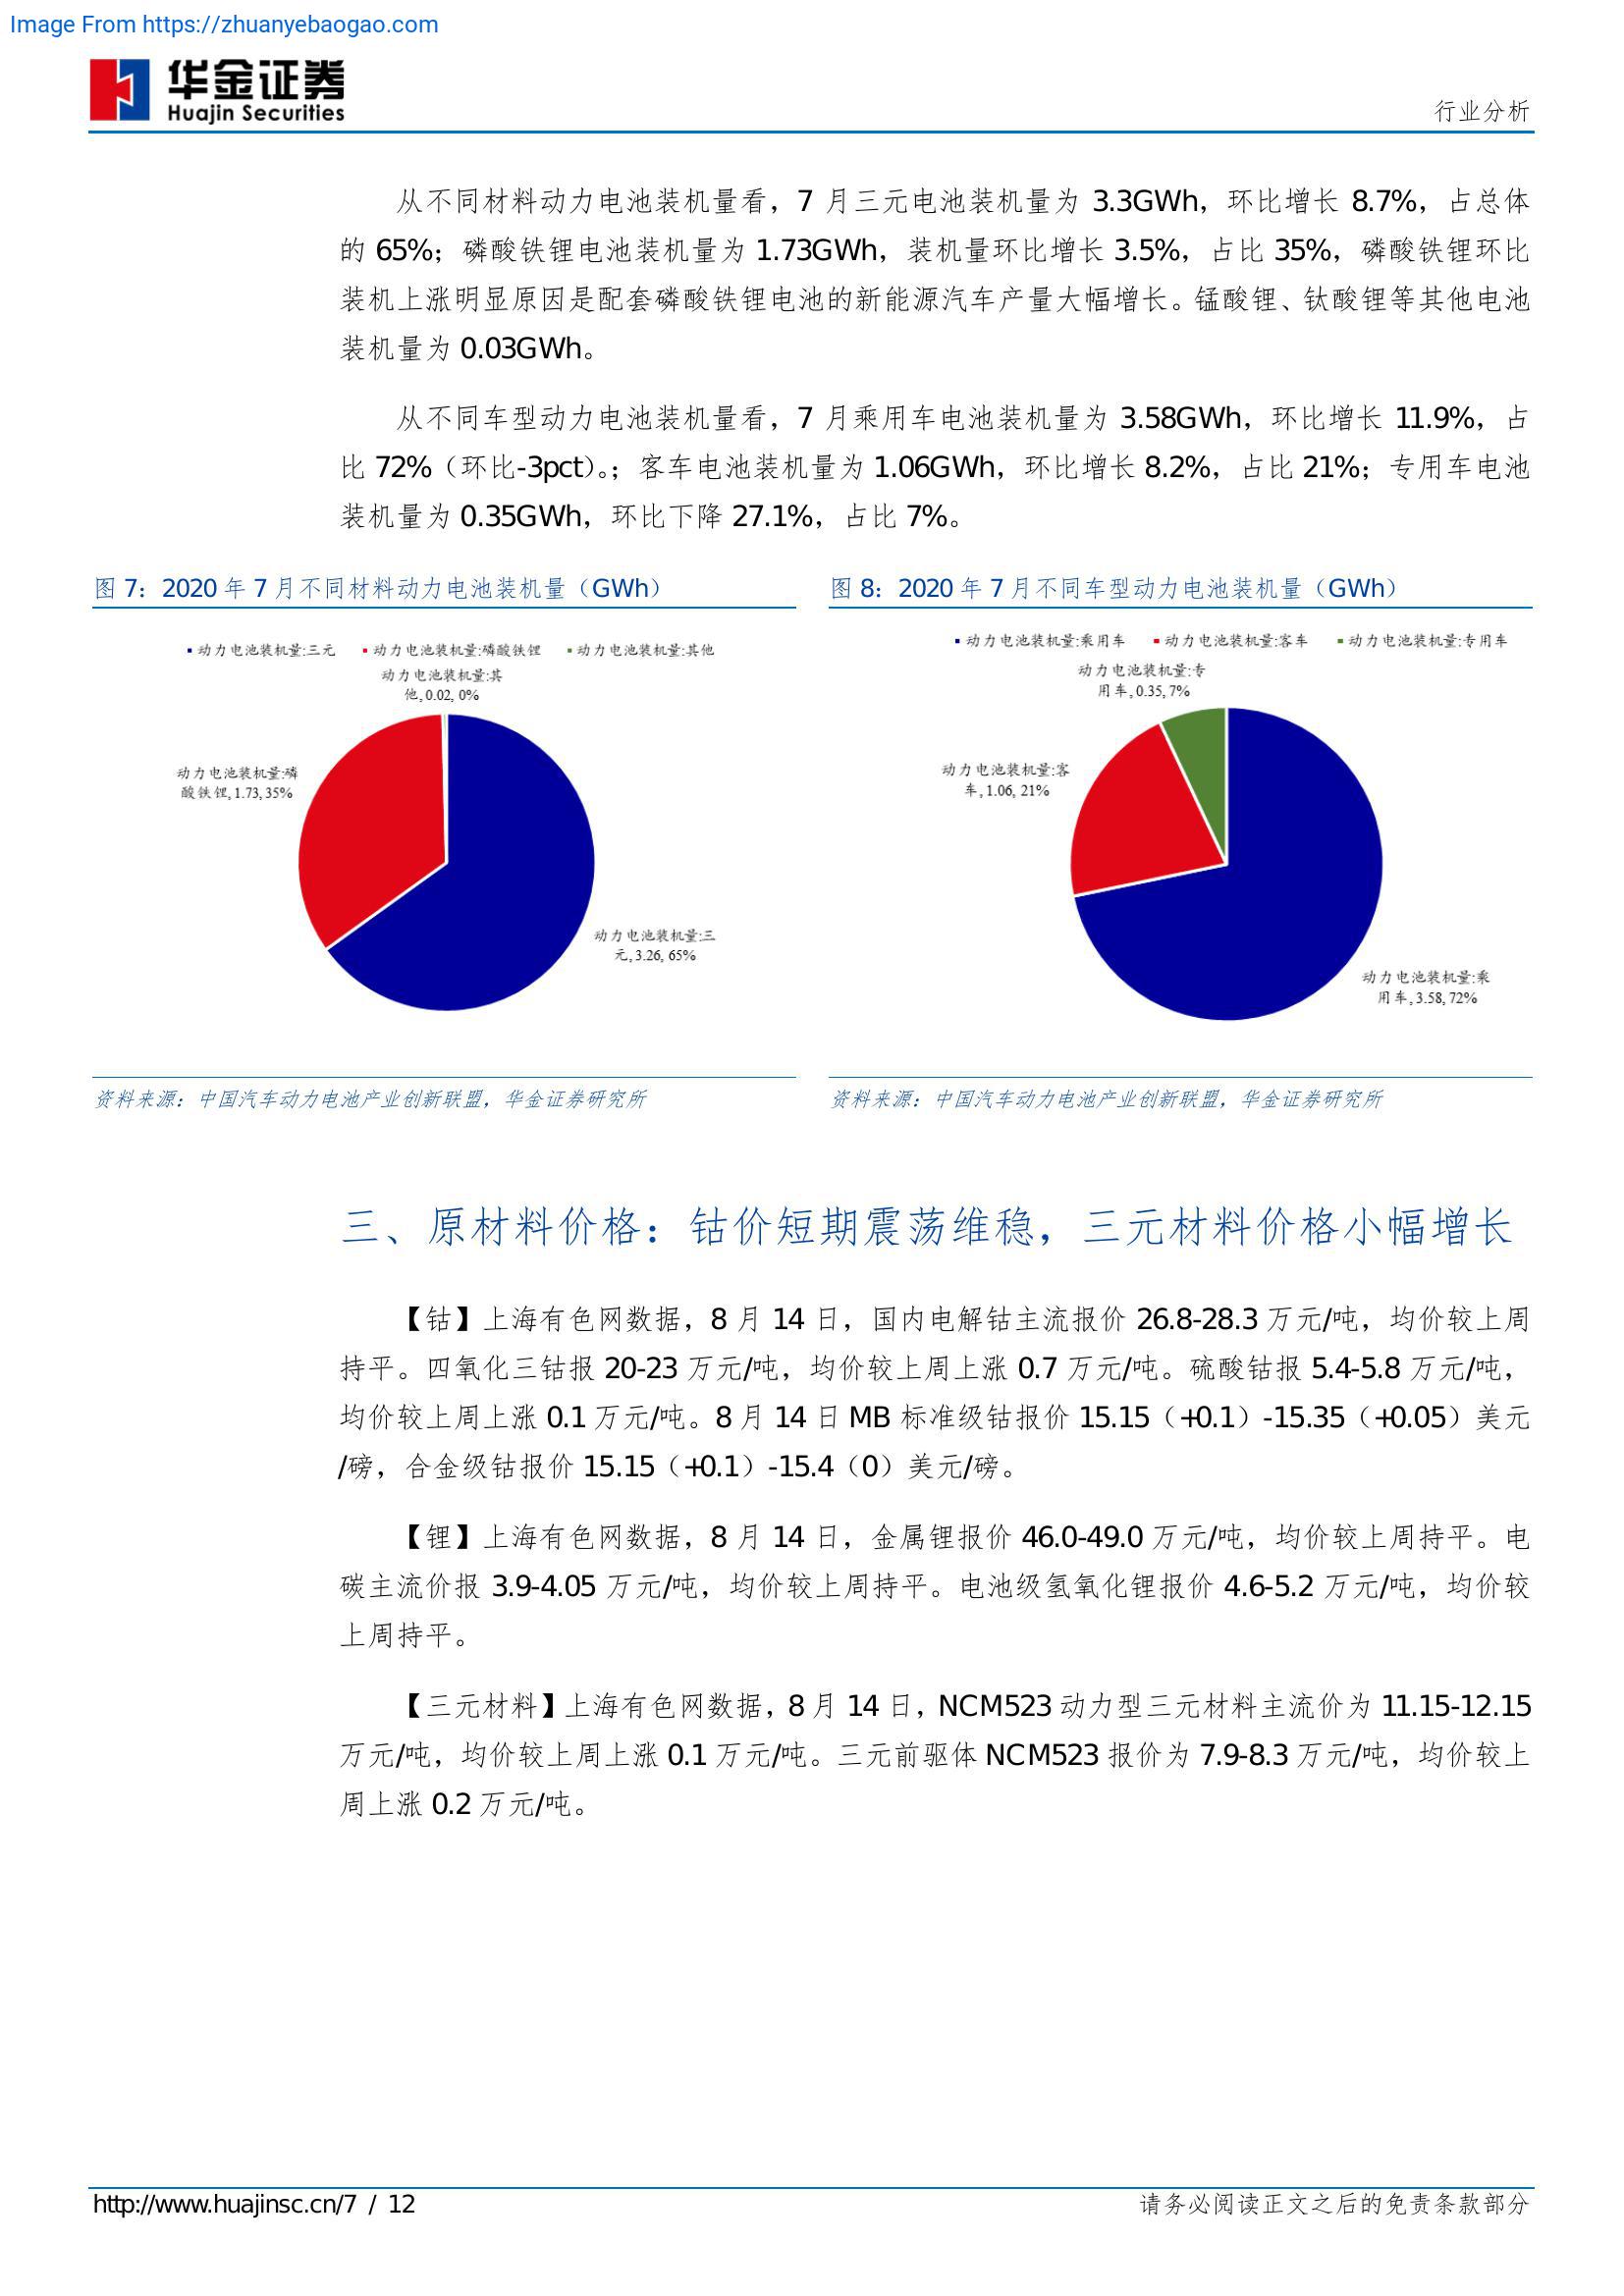 Image From https://zhuanyebaogao.com
华金证券
Huajin Securities
行业分析
从不同材料动力电池装机量看，7 月三元电池装机量为 3.3GWh，环比增长 8.7%，占总体
的 65%；磷酸铁锂电池装机量为 1.73GWh，装机量环比增长 3.5%，占比 35%，磷酸铁锂环比
装机上涨明显原因是配套磷酸铁锂电池的新能源汽车产量大幅增长。锰酸锂、钛酸锂等其他电池
装机量为 0.03GWh。
从不同车型动力电池装机量看，7 月乘用车电池装机量为 3.58GWh，环比增长 11.9%，占
比 72%（环比-3pct）。；客车电池装机量为 1.06GWh，环比增长 8.2%，占比 21%；专用车电池
装机量为 0.35GWh，环比下降 27.1%，占比 7%。
图 7：2020 年 7 月不同材料动力电池装机量（GWh）
动力电池装机量:三元 动力电池装机量:磷酸铁锂 动力电池装机量:其他
动力电池装机量:其
他, 0.02, 0%
动力电池装机量:磷
酸铁锂, 1.73, 35%
动力电池装机量:三
元, 3.26, 65%
资料来源：中国汽车动力电池产业创新联盟，华金证券研究所
图 8：2020 年 7 月不同车型动力电池装机量（GWh）
动力电池装机量:乘用车 动力电池装机量:客车 动力电池装机量:专用车
动力电池装机量:专
用车, 0.35, 7%
动力电池装机量:客
车, 1.06, 21%
动力电池装机量:乘
用车, 3.58, 72%
资料来源：中国汽车动力电池产业创新联盟，华金证券研究所
三、原材料价格：钴价短期震荡维稳，三元材料价格小幅增长
【钴】上海有色网数据，8 月 14 日，国内电解钴主流报价 26.8-28.3 万元/吨，均价较上周
持平。四氧化三钴报 20-23 万元/吨，均价较上周上涨 0.7 万元/吨。硫酸钴报 5.4-5.8 万元/吨，
均价较上周上涨 0.1 万元/吨。8 月 14 日 MB 标准级钴报价 15.15（+0.1）-15.35（+0.05）美元
/磅，合金级钴报价 15.15（+0.1）-15.4（0）美元/磅。
【锂】上海有色网数据，8 月 14 日，金属锂报价 46.0-49.0 万元/吨，均价较上周持平。电
碳主流价报 3.9-4.05 万元/吨，均价较上周持平。电池级氢氧化锂报价 4.6-5.2 万元/吨，均价较
上周持平。
【三元材料】上海有色网数据，8 月 14 日，NCM523 动力型三元材料主流价为 11.15-12.15
万元/吨，均价较上周上涨 0.1 万元/吨。三元前驱体 NCM523 报价为 7.9-8.3 万元/吨，均价较上
周上涨 0.2 万元/吨。
http://www.huajinsc.cn/7 / 12
请务必阅读正文之后的免责条款部分